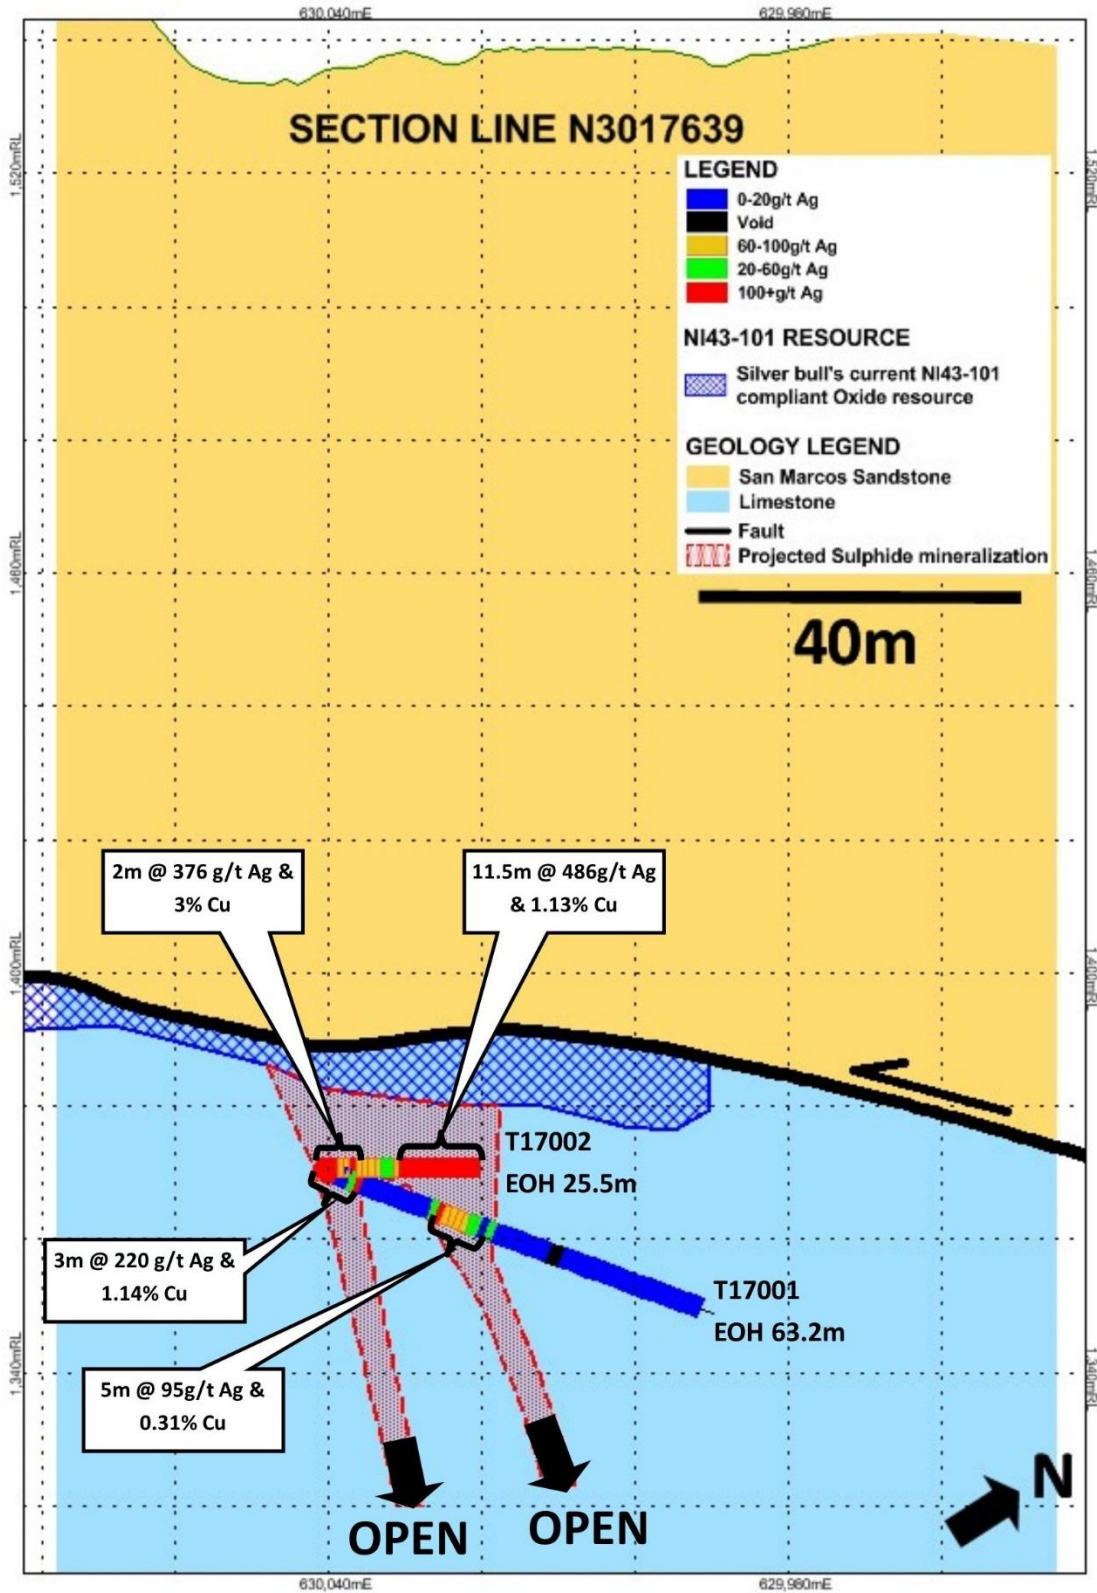 630,040mE
629,980mE
SECTION LINE N3017639
1,520mRL
1,520mRL
LEGEND
0-20g/t Ag
Void
60-100g/t Ag
20-60g/t Ag
100+g/t Ag
NI43-101 RESOURCE
Silver bull's current NI43-101
compliant Oxide resource
GEOLOGY LEGEND
San Marcos Sandstone
Limestone
Fault
Projected Sulphide mineralization
1,460mRL
1,460mRL
40m
2m @ 376 g/t Ag &
3% Cu
11.5m @ 486g/t Ag
& 1.13% Cu
1,400mRL
1,400mRL
T17002
EOH 25.5m
3m @ 220 g/t Ag &
1.14% Cu
T17001
EOH 63.2m
5m @ 95g/t Ag &
0.31% Cu
1,340mRL
1,340mRL
N
OPEN
OPEN
630,040mE
629,980mE